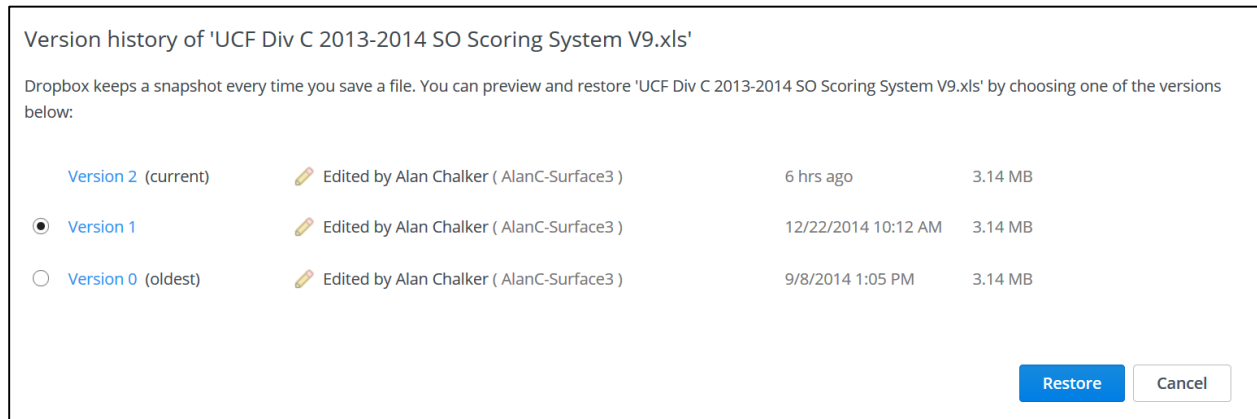 Version history of 'UCF Div C 2013-2014 SO Scoring System V9.xls'
Dropbox keeps a snapshot every time you save a file. You can preview and restore 'UCF Div C 2013-2014 SO Scoring System V9.xls' by choosing one of the versions
below:
Version 2 (current) Edited by Alan Chalker ( AlanC-Surface3 ) 6 hrs ago 3.14 MB
Version 1 Edited by Alan Chalker ( AlanC-Surface3 ) 12/22/2014 10:12 AM 3.14 MB
Version 0 (oldest) Edited by Alan Chalker ( AlanC-Surface3 ) 9/8/2014 1:05 PM 3.14 MB
Restore Cancel